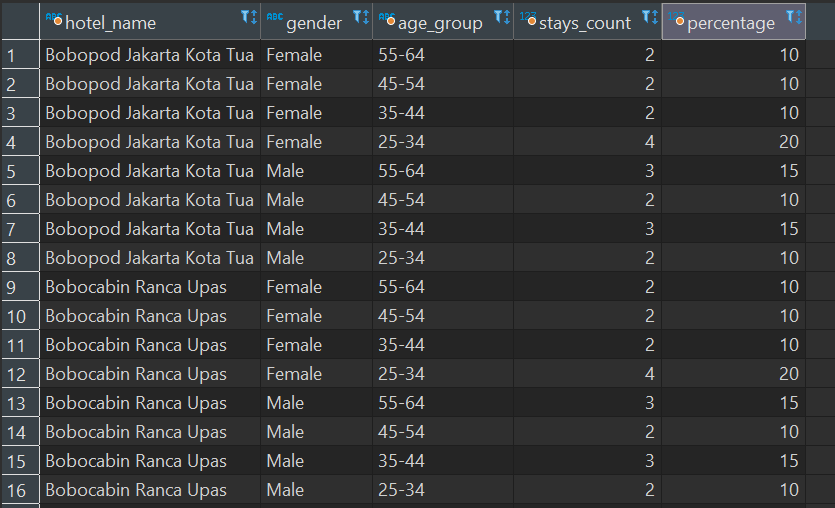 ABC hotel_name ABC gender ABC age_group 123 stays_count 123 percentage
1 Bobopod Jakarta Kota Tua Female 55-64 2 10
2 Bobopod Jakarta Kota Tua Female 45-54 2 10
3 Bobopod Jakarta Kota Tua Female 35-44 2 10
4 Bobopod Jakarta Kota Tua Female 25-34 4 20
5 Bobopod Jakarta Kota Tua Male 55-64 3 15
6 Bobopod Jakarta Kota Tua Male 45-54 2 10
7 Bobopod Jakarta Kota Tua Male 35-44 3 15
8 Bobopod Jakarta Kota Tua Male 25-34 2 10
9 Bobocabin Ranca Upas Female 55-64 2 10
10 Bobocabin Ranca Upas Female 45-54 2 10
11 Bobocabin Ranca Upas Female 35-44 2 10
12 Bobocabin Ranca Upas Female 25-34 4 20
13 Bobocabin Ranca Upas Male 55-64 3 15
14 Bobocabin Ranca Upas Male 45-54 2 10
15 Bobocabin Ranca Upas Male 35-44 3 15
16 Bobocabin Ranca Upas Male 25-34 2 10